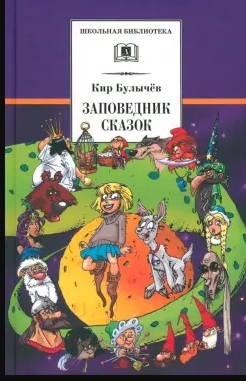 ШКОЛЬНАЯ БИБЛИОТЕКА
Кир Булычёв
ЗАПОВЕДНИК
СКАЗОК